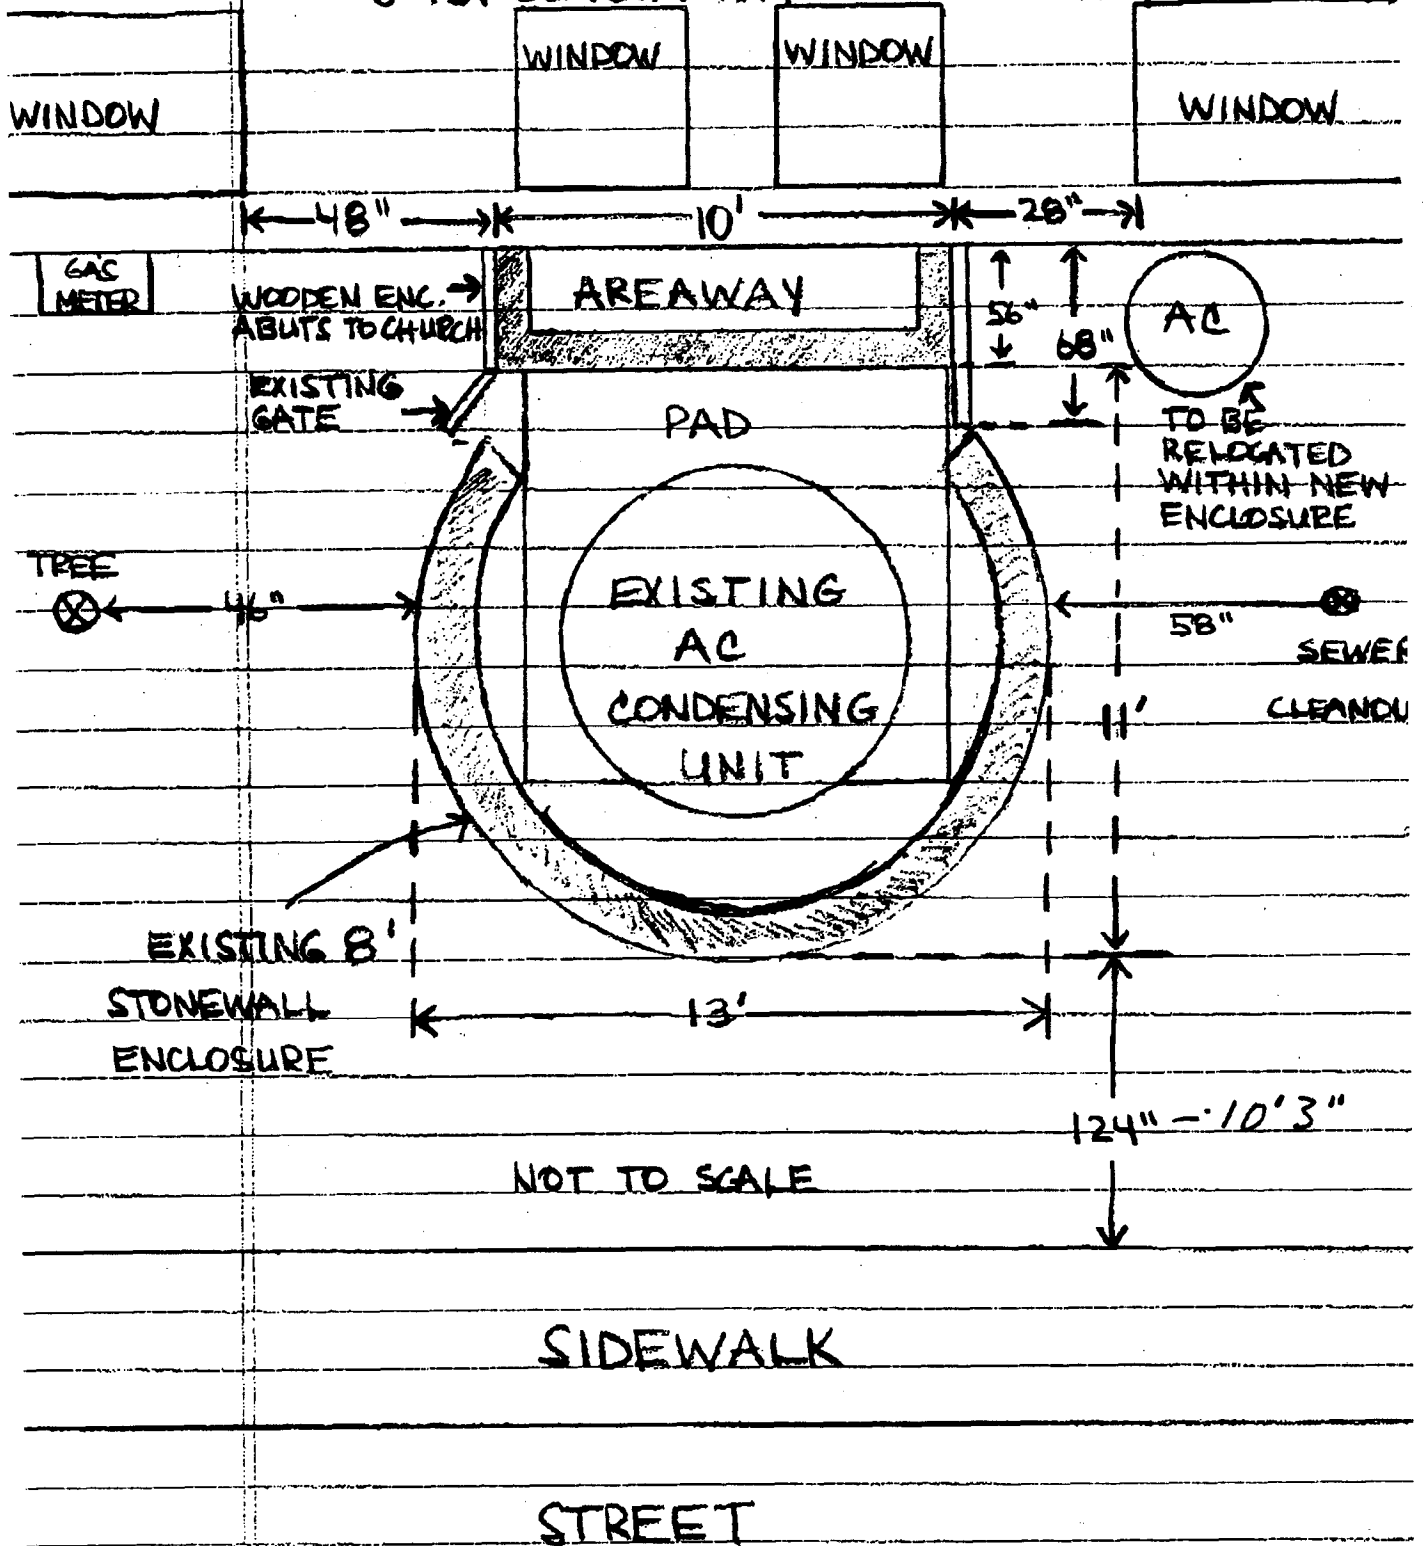 WINDOW
WINDOW
WINDOW
WINDOW
48"
10'
28"
GAS
METER
WOODEN ENC.
ABUTS TO CHURCH
AREAWAY
56"
68"
AC
EXISTING
GATE
PAD
TO BE
RELOCATED
WITHIN NEW
ENCLOSURE
TREE
46"
EXISTING
AC
CONDENSING
UNIT
58"
SEWER
CLEANOU
11'
EXISTING 8'
STONEWALL
ENCLOSURE
13'
124" - 10'3"
NOT TO SCALE
SIDEWALK
STREET